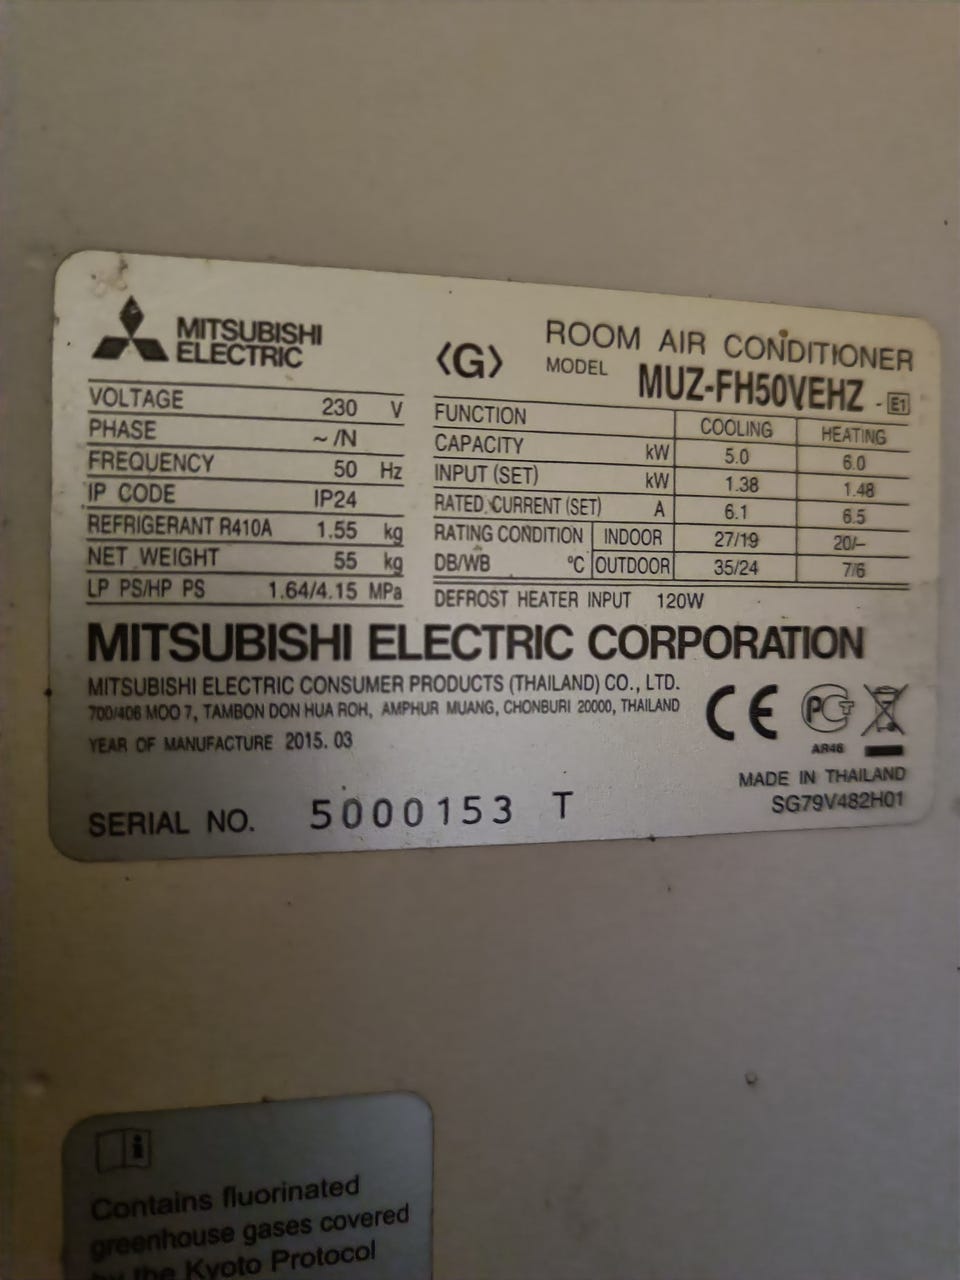 MITSUBISHI
ELECTRIC
<G>
ROOM AIR CONDITIONER
MODEL MUZ-FH50VEHZ - E1
VOLTAGE 230 V
PHASE ~ /N
FREQUENCY 50 Hz
IP CODE IP24
REFRIGERANT R410A 1.55 kg
NET WEIGHT 55 kg
LP PS/HP PS 1.64/4.15 MPa
FUNCTION COOLING HEATING
CAPACITY kW 5.0 6.0
INPUT (SET) kW 1.38 1.48
RATED CURRENT (SET) A 6.1 6.5
RATING CONDITION INDOOR 27/19 20/–
DB/WB °C OUTDOOR 35/24 7/6
DEFROST HEATER INPUT 120W
MITSUBISHI ELECTRIC CORPORATION
MITSUBISHI ELECTRIC CONSUMER PRODUCTS (THAILAND) CO., LTD.
700/406 MOO 7, TAMBON DON HUA ROH, AMPHUR MUANG, CHONBURI 20000, THAILAND
YEAR OF MANUFACTURE 2015. 03
CE
РСТ
АЯ46
MADE IN THAILAND
SG79V482H01
SERIAL NO. 5000153 T
i
Contains fluorinated
greenhouse gases covered
by the Kyoto Protocol